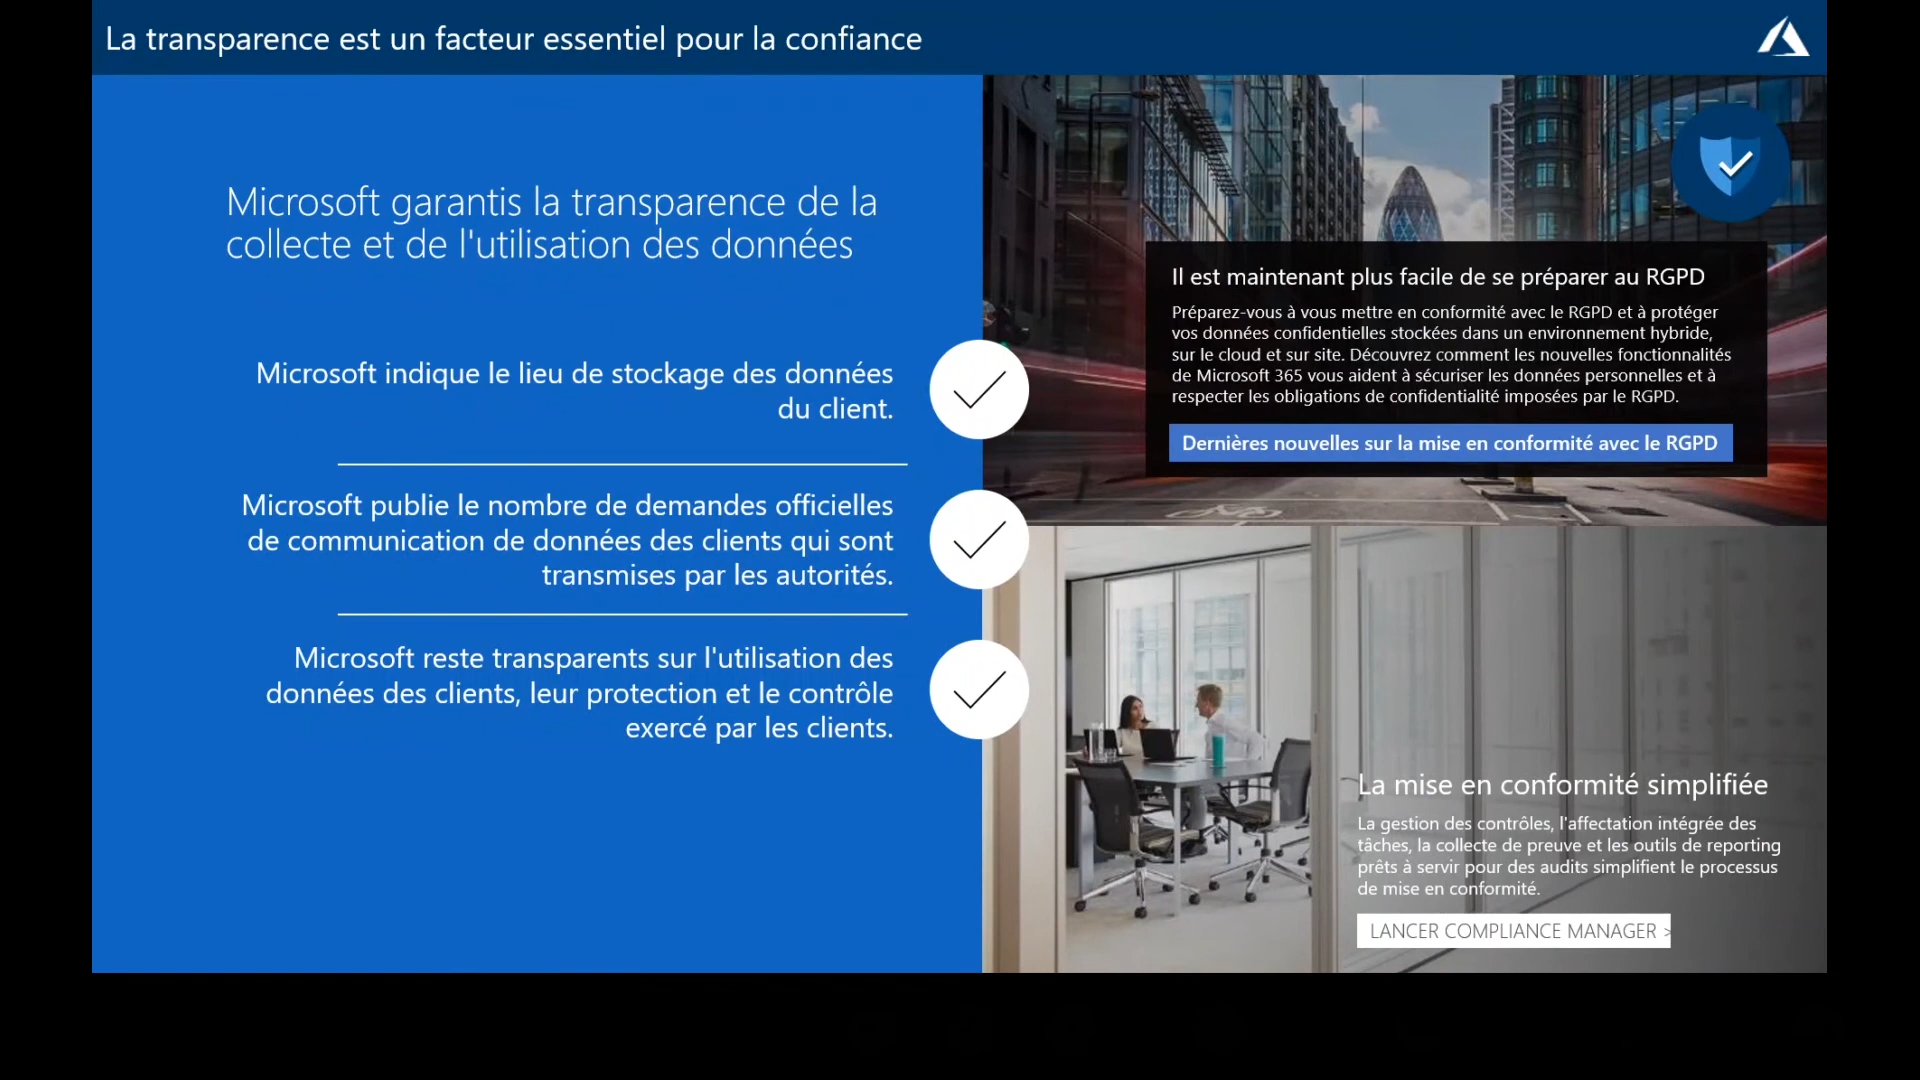 La transparence est un facteur essentiel pour la confiance
Microsoft garantis la transparence de la
collecte et de l'utilisation des données
Microsoft indique le lieu de stockage des données
du client.
Microsoft publie le nombre de demandes officielles
de communication de données des clients qui sont
transmises par les autorités.
Microsoft reste transparents sur l'utilisation des
données des clients, leur protection et le contrôle
exercé par les clients.
Il est maintenant plus facile de se préparer au RGPD
Préparez-vous à vous mettre en conformité avec le RGPD et à protéger
vos données confidentielles stockées dans un environnement hybride,
sur le cloud et sur site. Découvrez comment les nouvelles fonctionnalités
de Microsoft 365 vous aident à sécuriser les données personnelles et à
respecter les obligations de confidentialité imposées par le RGPD.
Dernières nouvelles sur la mise en conformité avec le RGPD
La mise en conformité simplifiée
La gestion des contrôles, l'affectation intégrée des
tâches, la collecte de preuve et les outils de reporting
prêts à servir pour des audits simplifient le processus
de mise en conformité.
LANCER COMPLIANCE MANAGER >